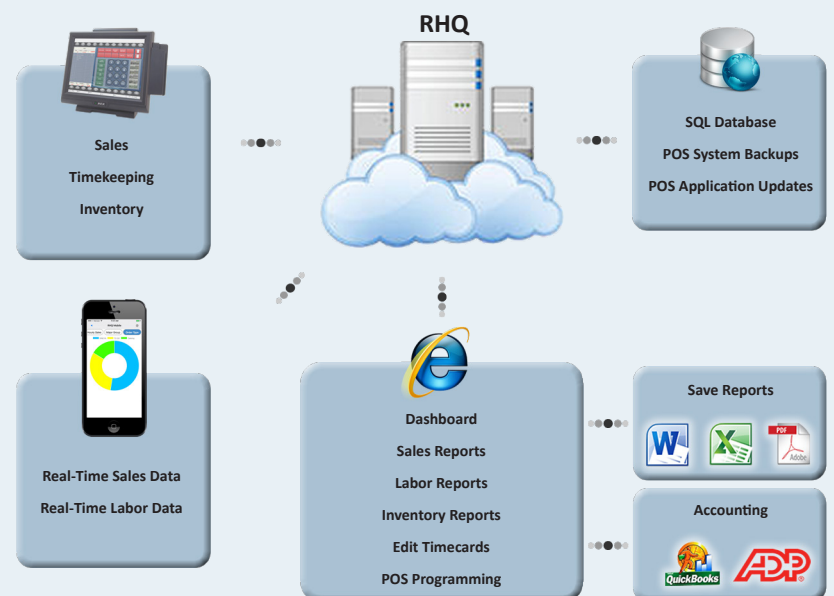 RHQ
Sales
Timekeeping
Inventory
SQL Database
POS System Backups
POS Application Updates
Real-Time Sales Data
Real-Time Labor Data
Dashboard
Sales Reports
Labor Reports
Inventory Reports
Edit Timecards
POS Programming
Save Reports
W
X
PDF
Adobe
Accounting
QuickBooks
ADP